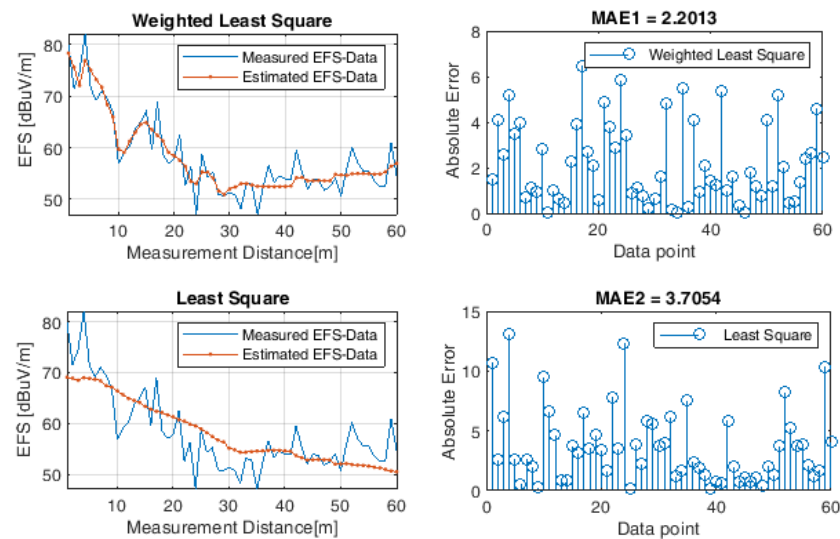 Weighted Least Square
EFS [dBuV/m]
80
70
60
50
Measured EFS-Data
Estimated EFS-Data
10 20 30 40 50 60
Measurement Distance[m]
MAE1 = 2.2013
Absolute Error
8
6
4
2
0
Weighted Least Square
0 20 40 60
Data point
Least Square
EFS [dBuV/m]
80
70
60
50
Measured EFS-Data
Estimated EFS-Data
10 20 30 40 50 60
Measurement Distance[m]
MAE2 = 3.7054
Absolute Error
15
10
5
0
Least Square
0 20 40 60
Data point